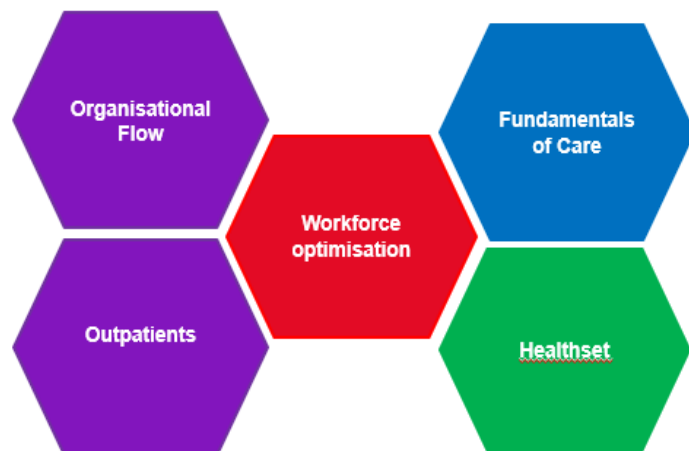 Organisational
Flow
Fundamentals
of Care
Workforce
optimisation
Outpatients
Healthset